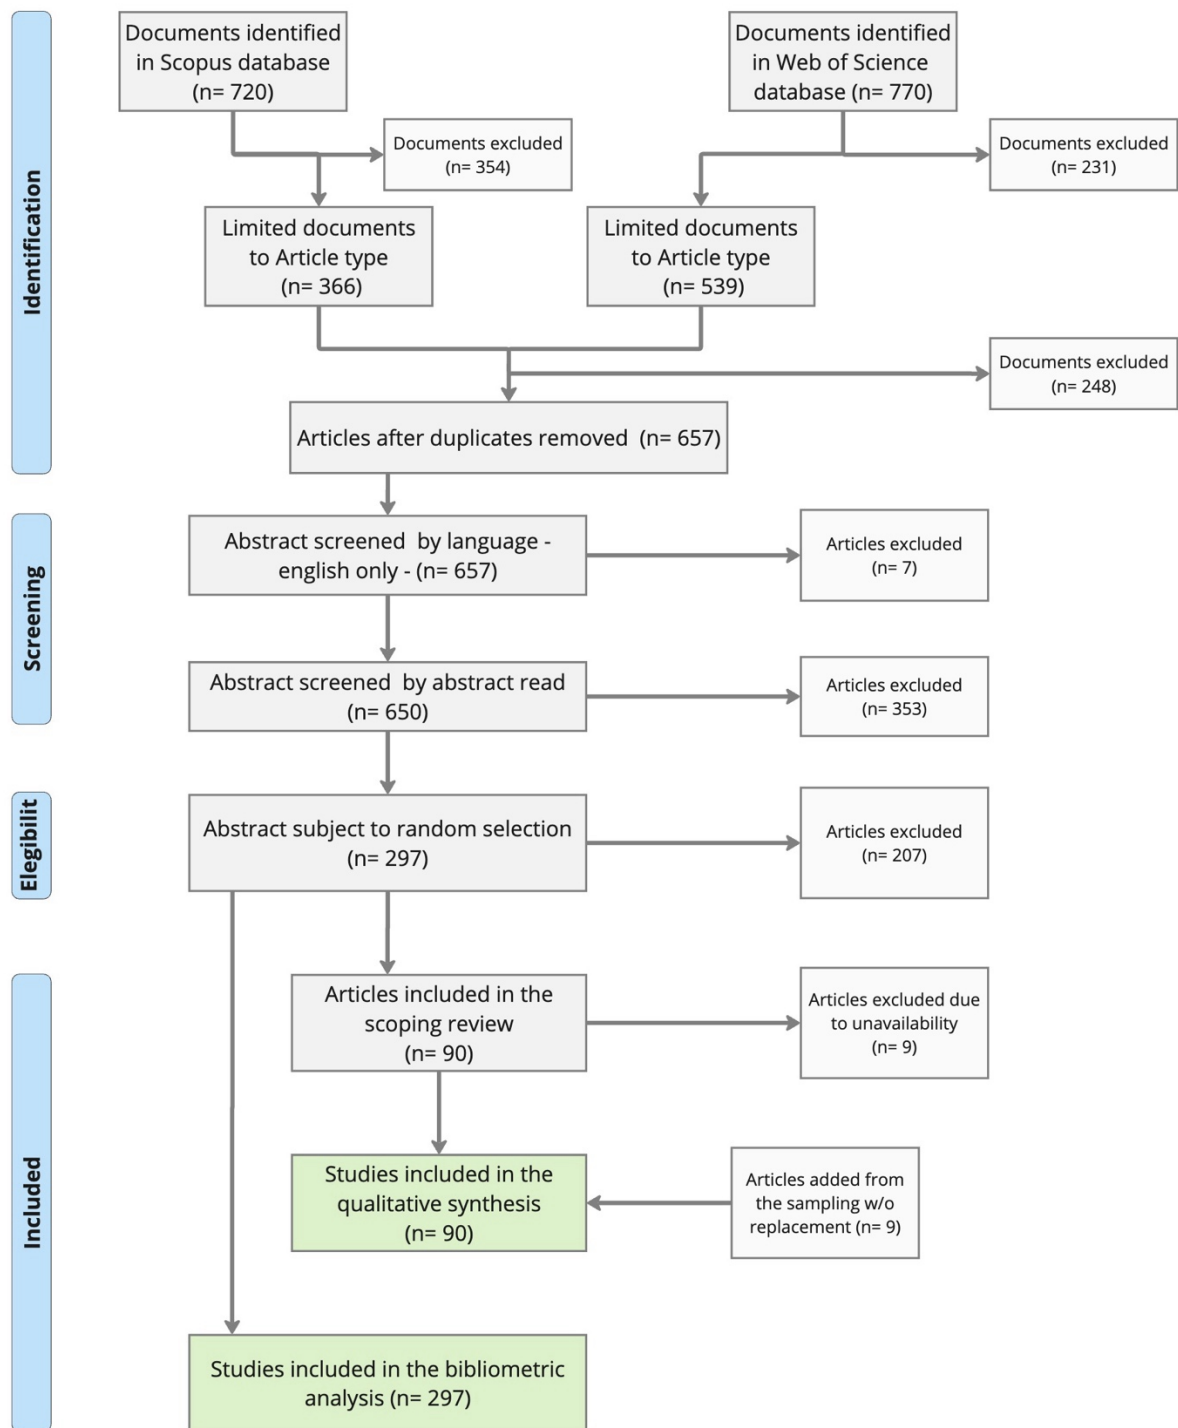 Identification
Documents identified
in Scopus database
(n= 720)
Documents identified
in Web of Science
database (n= 770)
Documents excluded
(n= 354)
Documents excluded
(n= 231)
Limited documents
to Article type
(n= 366)
Limited documents
to Article type
(n= 539)
Documents excluded
(n= 248)
Articles after duplicates removed (n= 657)
Screening
Abstract screened by language -
english only - (n= 657)
Articles excluded
(n= 7)
Abstract screened by abstract read
(n= 650)
Articles excluded
(n= 353)
Elegibilit
Abstract subject to random selection
(n= 297)
Articles excluded
(n= 207)
Included
Articles included in the
scoping review
(n= 90)
Articles excluded due
to unavailability
(n= 9)
Studies included in the
qualitative synthesis
(n= 90)
Articles added from
the sampling w/o
replacement (n= 9)
Studies included in the bibliometric
analysis (n= 297)